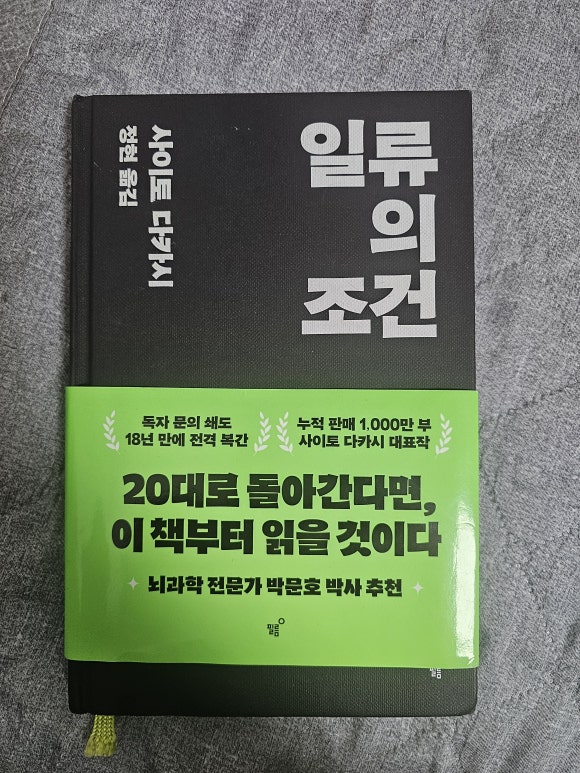 일류
의
조건
사이토 다카시
정현 옮김
독자 문의 쇄도
18년 만에 전격 복간
누적 판매 1.000만 부
사이토 다카시 대표작
20대로 돌아간다면,
이 책부터 읽을 것이다
뇌과학 전문가 박문호 박사 추천
필름